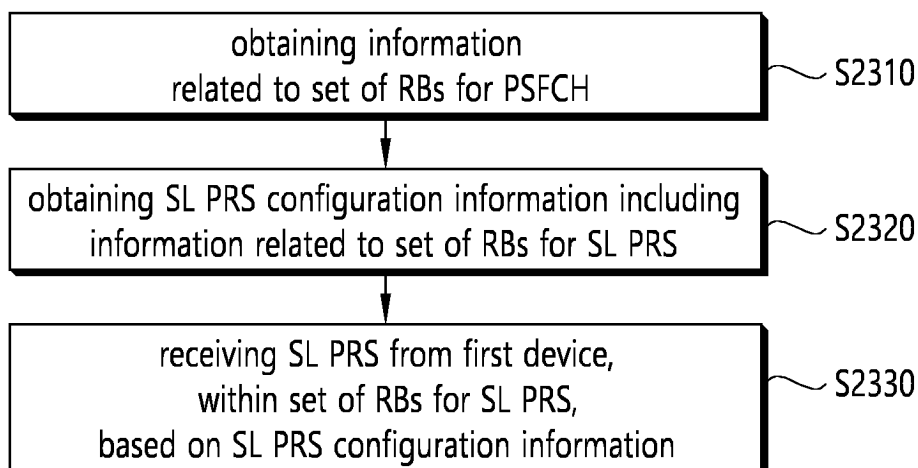 obtaining information
related to set of RBs for PSFCH
S2310
obtaining SL PRS configuration information including
information related to set of RBs for SL PRS
S2320
receiving SL PRS from first device,
within set of RBs for SL PRS,
based on SL PRS configuration information
S2330